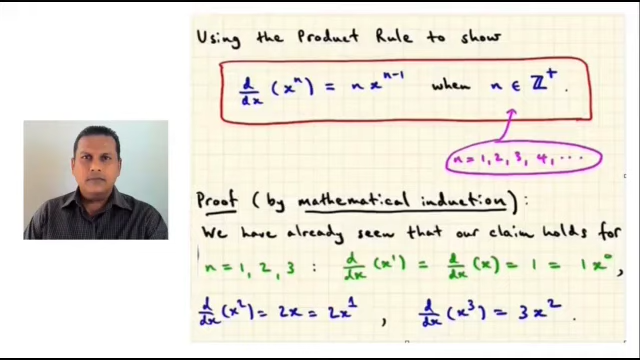 Using the Product Rule to show
d/dx (xⁿ) = n xⁿ⁻¹ when n ∈ ℤ⁺.
n = 1, 2, 3, 4, ...
Proof (by mathematical induction):
We have already seen that our claim holds for
n = 1, 2, 3 : d/dx (x¹) = d/dx (x) = 1 = 1x⁰
d/dx (x²) = 2x = 2x¹ , d/dx (x³) = 3x².